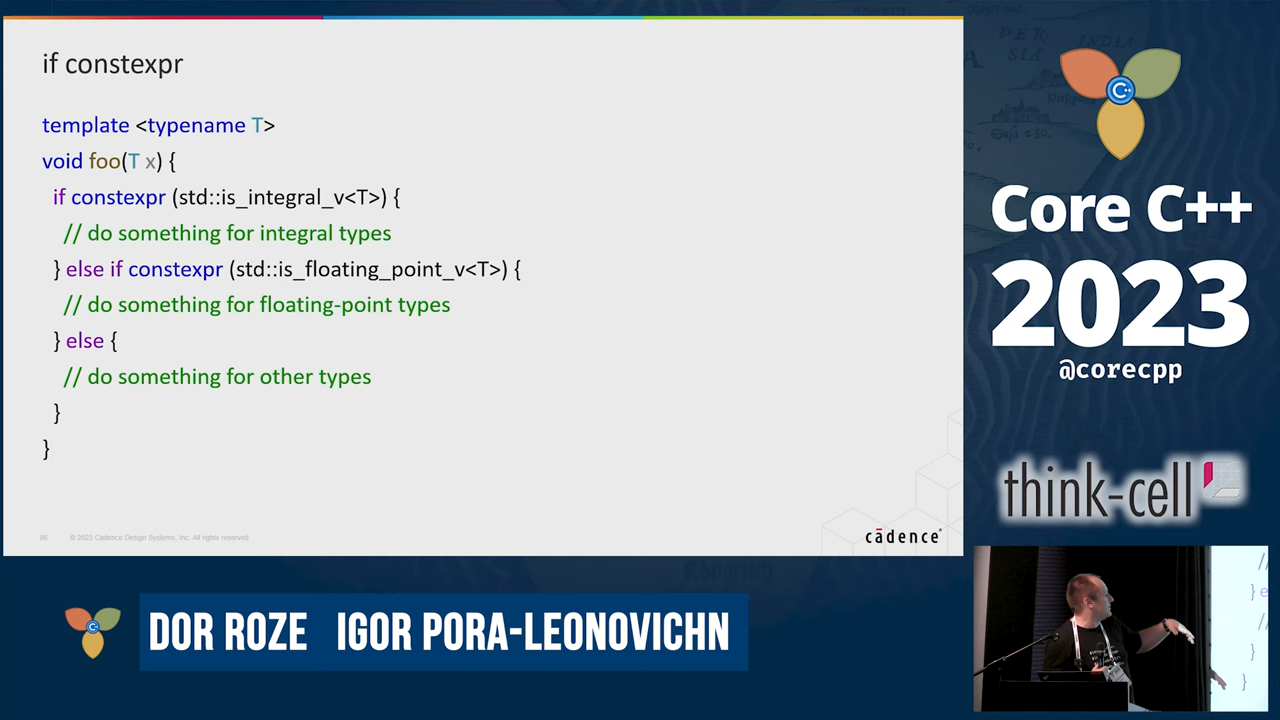 if constexpr
template <typename T>
void foo(T x) {
if constexpr (std::is_integral_v<T>) {
// do something for integral types
} else if constexpr (std::is_floating_point_v<T>) {
// do something for floating-point types
} else {
// do something for other types
}
}
96 © 2023 Cadence Design Systems, Inc. All rights reserved.
cādence®
C++
Core C++
2023
@corecpp
think-cell
DOR ROZE IGOR PORA-LEONOVICHN